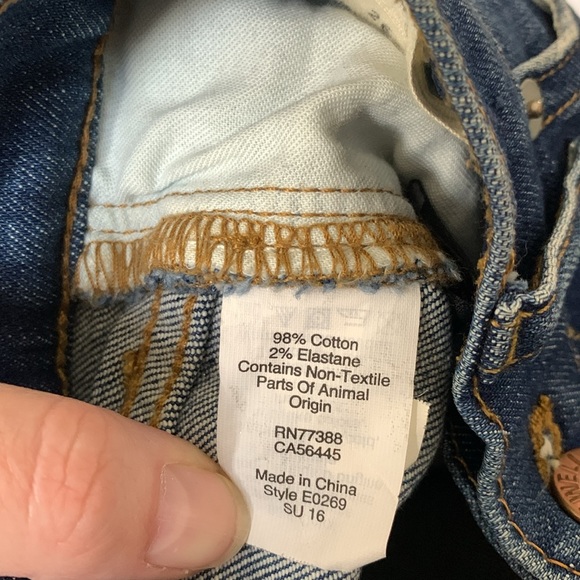 98% Cotton
2% Elastane
Contains Non-Textile
Parts Of Animal
Origin
RN77388
CA56445
Made in China
Style E0269
SU 16